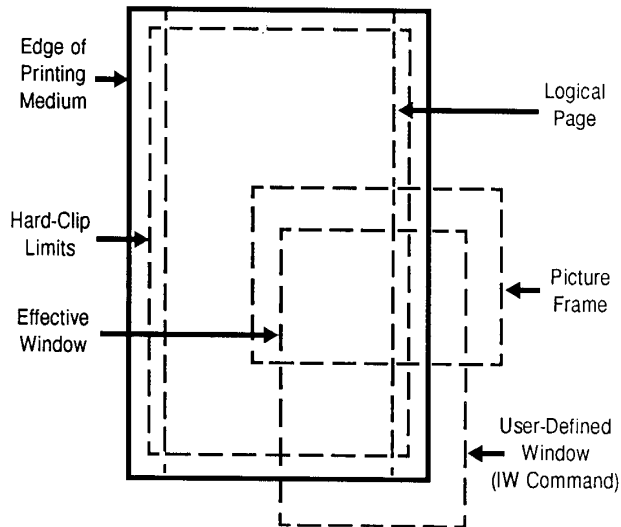 Edge of
Printing
Medium
Logical
Page
Hard-Clip
Limits
Picture
Frame
Effective
Window
User-Defined
Window
(IW Command)